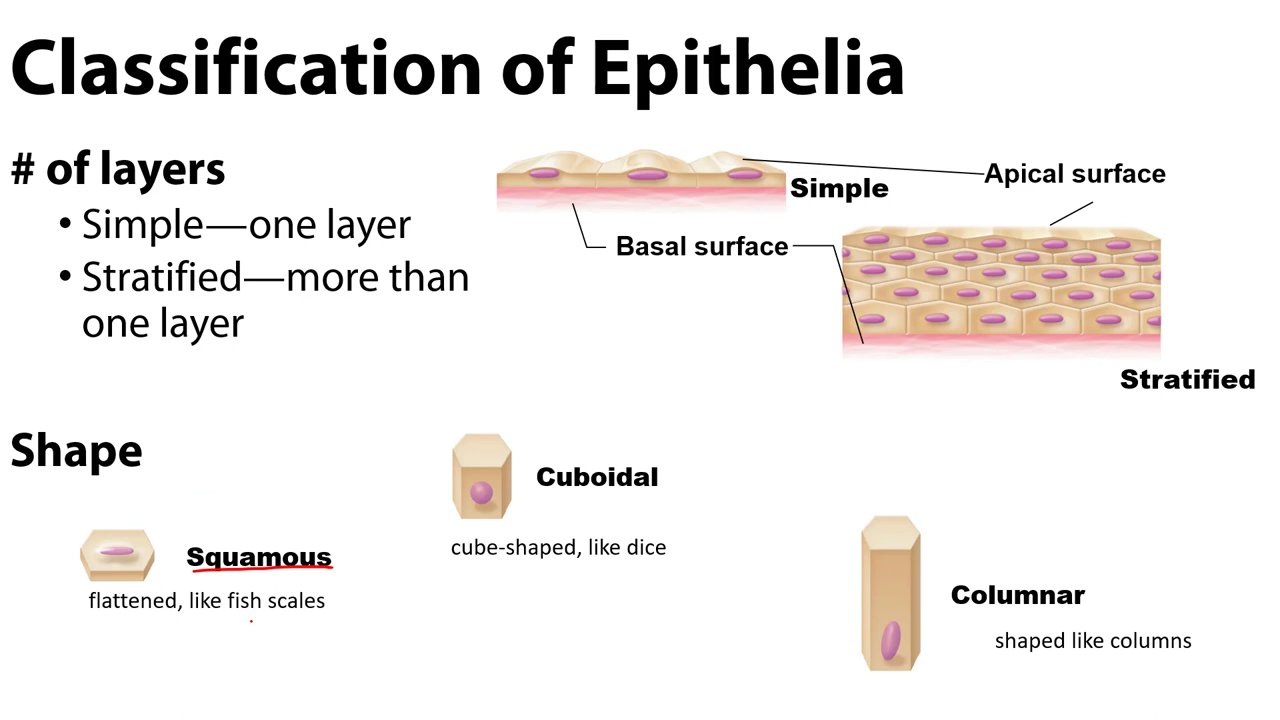 Classification of Epithelia
# of layers
• Simple—one layer
• Stratified—more than
one layer
Simple
Apical surface
Basal surface
Stratified
Shape
Squamous
flattened, like fish scales
Cuboidal
cube-shaped, like dice
Columnar
shaped like columns